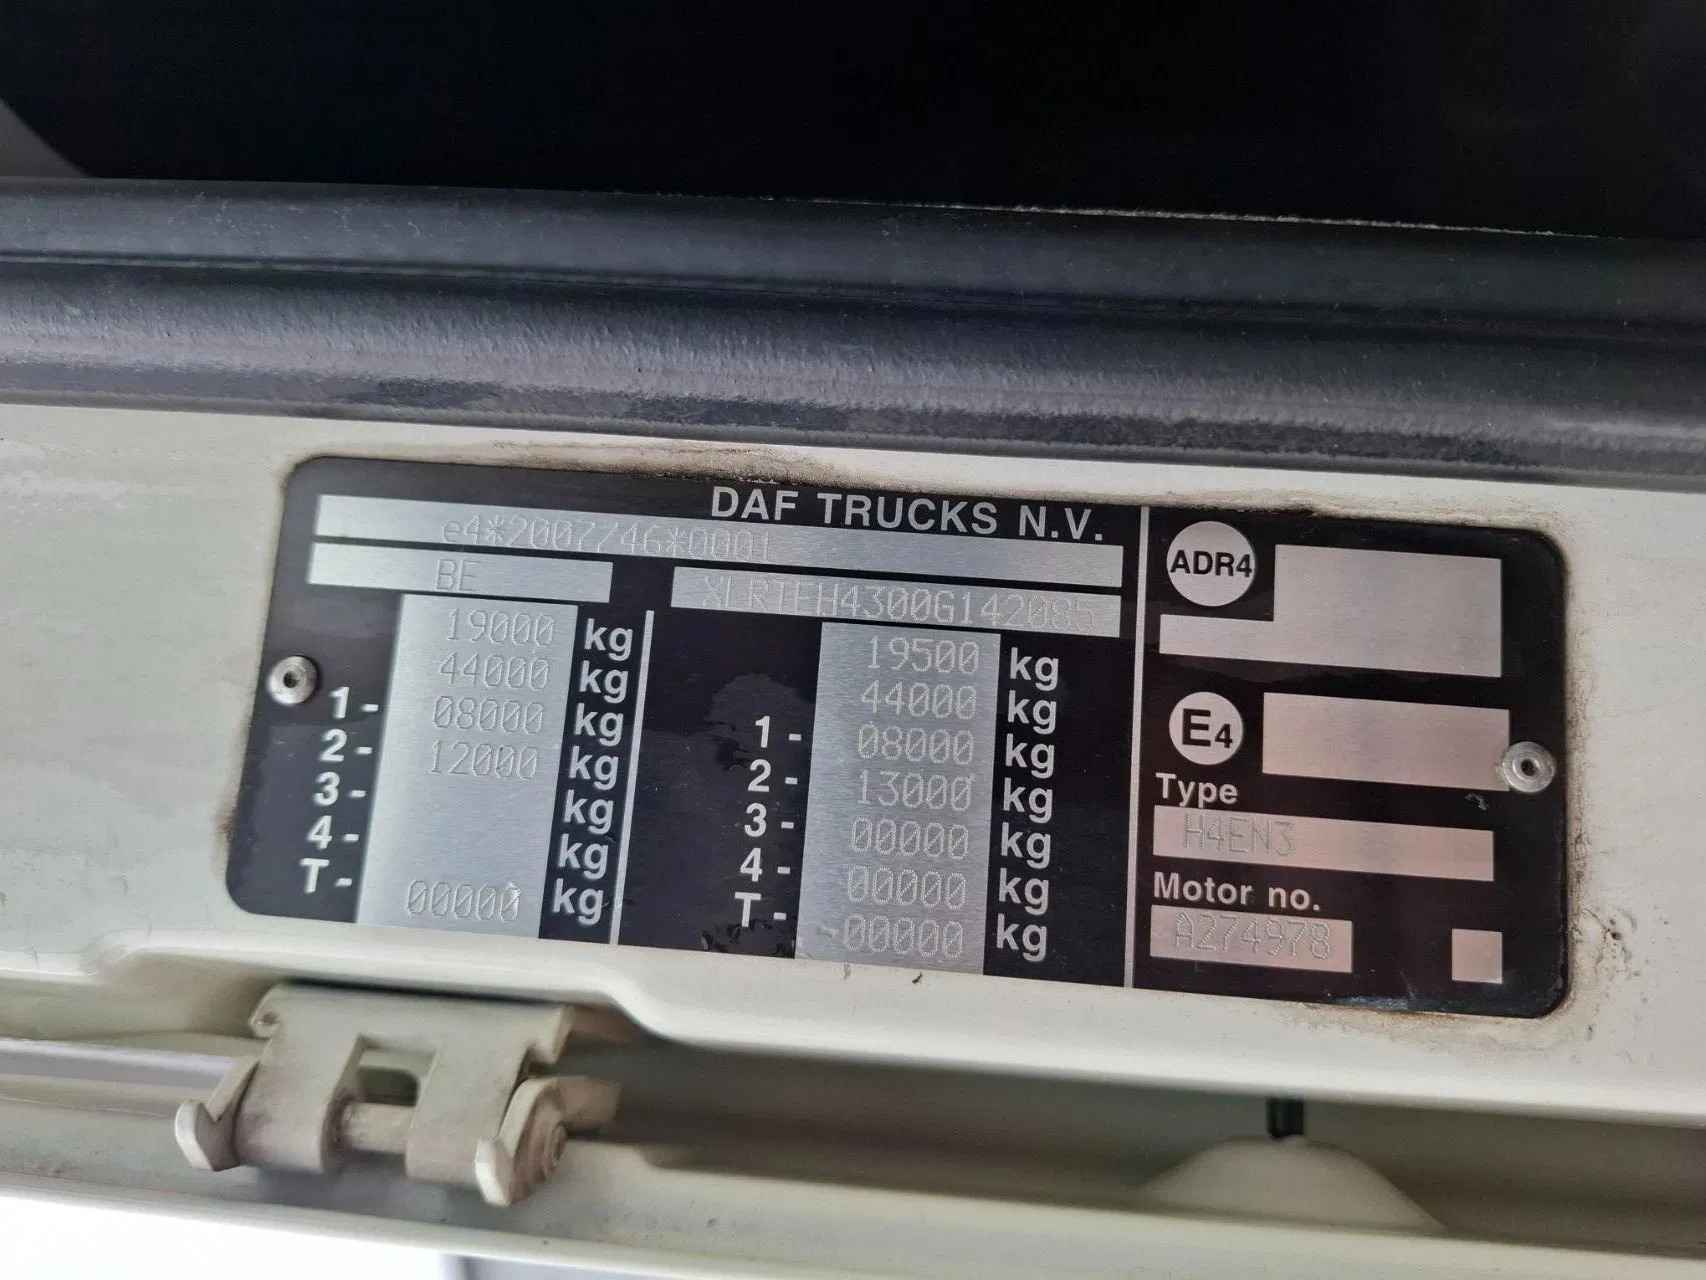 DAF TRUCKS N.V.
e4*2007/46*0001
BE
XLRTEH4300G142085
19000 kg
44000 kg
1- 08000 kg
2- 12000 kg
3- kg
4- kg
T- 00000 kg
19500 kg
44000 kg
1- 08000 kg
2- 13000 kg
3- 00000 kg
4- 00000 kg
T- 00000 kg
ADR4
E4
Type
H4EN3
Motor no.
A274978